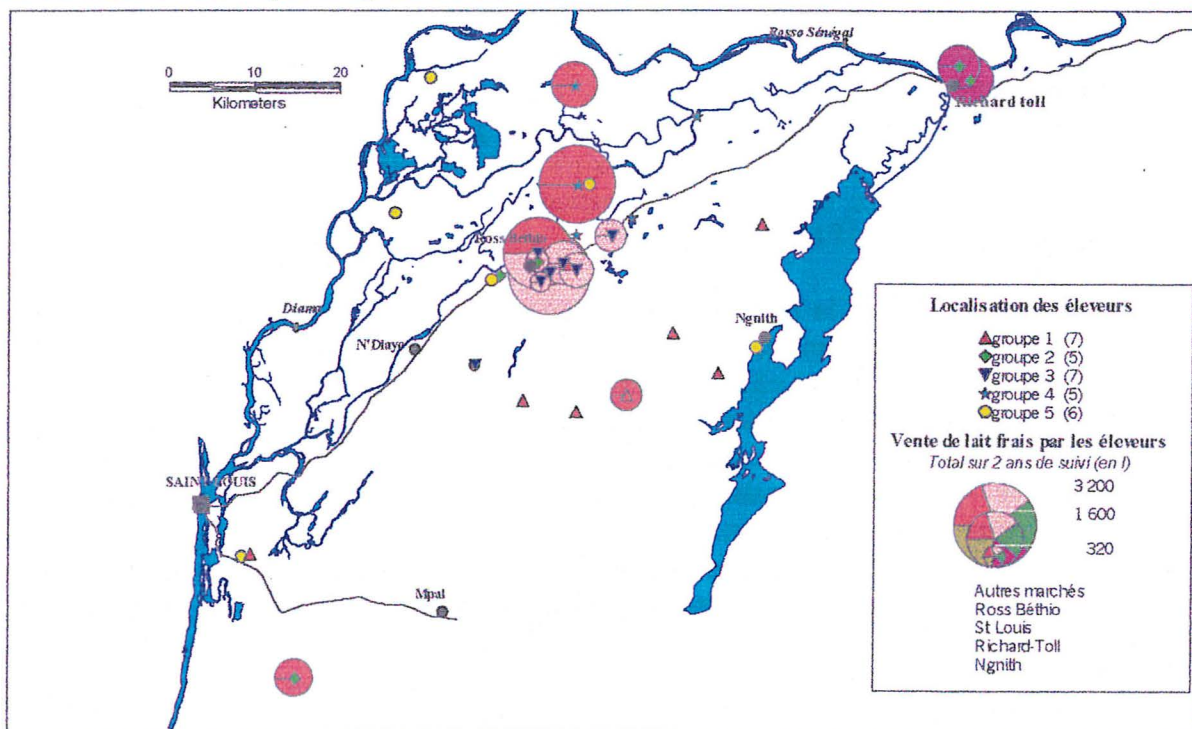 Rosso Sénégal
0 10 20
Kilometers
Richard toll
Ross Béthio
Diama
N'Diaye
Ngnith
SAINT LOUIS
Mpal
Localisation des éleveurs
groupe 1 (7)
groupe 2 (5)
groupe 3 (7)
groupe 4 (5)
groupe 5 (6)
Vente de lait frais par les éleveurs
Total sur 2 ans de suivi (en l)
3 200
1 600
320
Autres marchés
Ross Béthio
St Louis
Richard-Toll
Ngnith